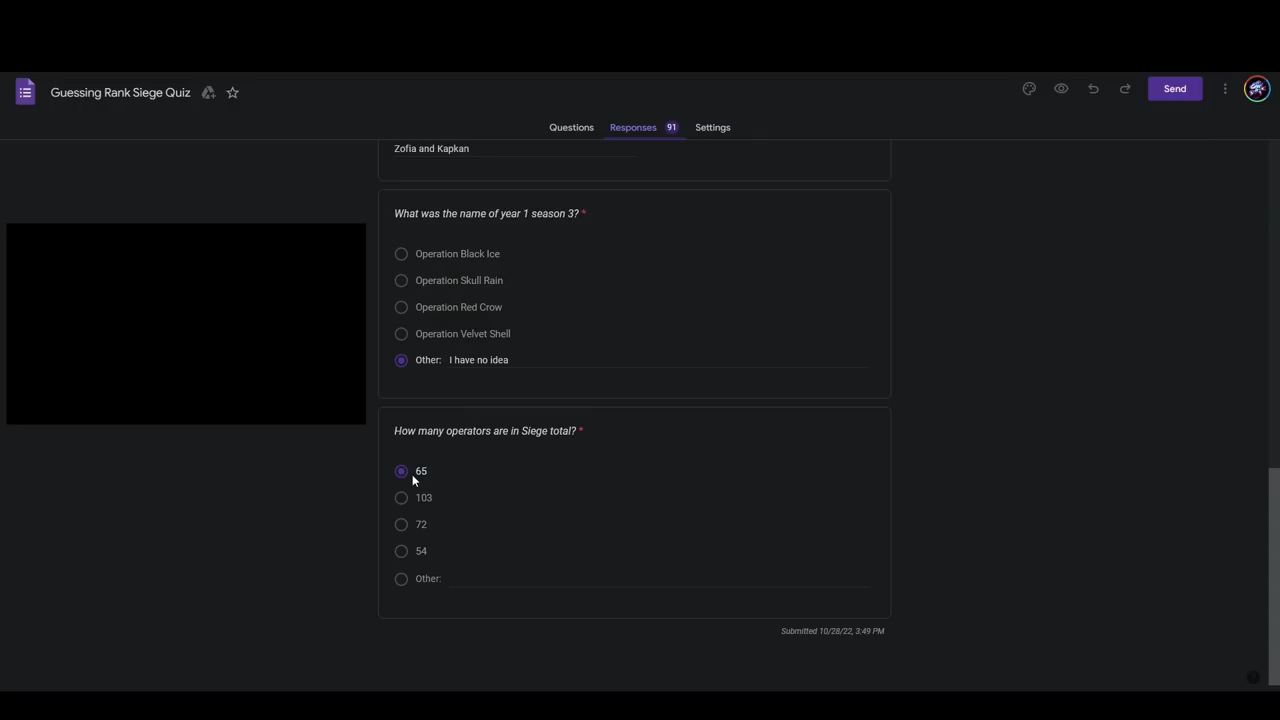 Guessing Rank Siege Quiz
Send
Questions
Responses 91
Settings
Zofia and Kapkan
What was the name of year 1 season 3? *
Operation Black Ice
Operation Skull Rain
Operation Red Crow
Operation Velvet Shell
Other: I have no idea
How many operators are in Siege total? *
65
103
72
54
Other:
Submitted 10/28/22, 3:49 PM